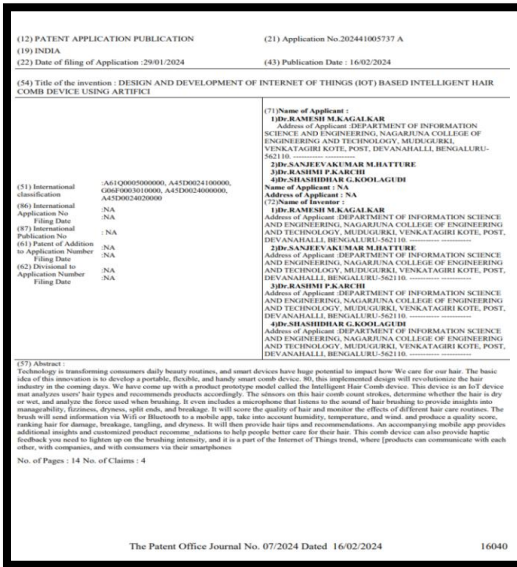 (12) PATENT APPLICATION PUBLICATION
(21) Application No.202441005737 A
(19) INDIA
(22) Date of filing of Application :29/01/2024
(43) Publication Date : 16/02/2024
(54) Title of the invention : DESIGN AND DEVELOPMENT OF INTERNET OF THINGS (IOT) BASED INTELLIGENT HAIR
COMB DEVICE USING ARTIFICI
(51) International classification :A61Q0005000000, A45D0024100000, G06F0003010000, A45D0024000000, A45D0024020000
(86) International Application No :NA
Filing Date :NA
(87) International Publication No : NA
(61) Patent of Addition to Application Number :NA
Filing Date :NA
(62) Divisional to Application Number :NA
Filing Date :NA
(71)Name of Applicant :
1)Dr.RAMESH M.KAGALKAR
Address of Applicant :DEPARTMENT OF INFORMATION
SCIENCE AND ENGINEERING, NAGARJUNA COLLEGE OF
ENGINEERING AND TECHNOLOGY, MUDUGURKI,
VENKATAGIRI KOTE, POST, DEVANAHALLI, BENGALURU-
562110. ----------- -----------
2)Dr.SANJEEVAKUMAR M.HATTURE
3)Dr.RASHMI P.KARCHI
4)Dr.SHASHIDHAR G.KOOLAGUDI
Name of Applicant : NA
Address of Applicant : NA
(72)Name of Inventor :
1)Dr.RAMESH M.KAGALKAR
Address of Applicant :DEPARTMENT OF INFORMATION SCIENCE
AND ENGINEERING, NAGARJUNA COLLEGE OF ENGINEERING
AND TECHNOLOGY, MUDUGURKI, VENKATAGIRI KOTE, POST,
DEVANAHALLI, BENGALURU-562110. ----------- -----------
2)Dr.SANJEEVAKUMAR M.HATTURE
Address of Applicant :DEPARTMENT OF INFORMATION SCIENCE
AND ENGINEERING, NAGARJUNA COLLEGE OF ENGINEERING
AND TECHNOLOGY, MUDUGURKI, VENKATAGIRI KOTE, POST,
DEVANAHALLI, BENGALURU-562110. ----------- -----------
3)Dr.RASHMI P.KARCHI
Address of Applicant :DEPARTMENT OF INFORMATION SCIENCE
AND ENGINEERING, NAGARJUNA COLLEGE OF ENGINEERING
AND TECHNOLOGY, MUDUGURKI, VENKATAGIRI KOTE, POST,
DEVANAHALLI, BENGALURU-562110. ----------- -----------
4)Dr.SHASHIDHAR G.KOOLAGUDI
Address of Applicant :DEPARTMENT OF INFORMATION SCIENCE
AND ENGINEERING, NAGARJUNA COLLEGE OF ENGINEERING
AND TECHNOLOGY, MUDUGURKI, VENKATAGIRI KOTE, POST,
DEVANAHALLI, BENGALURU-562110. ----------- -----------
(57) Abstract :
Technology is transforming consumers daily beauty routines, and smart devices have huge potential to impact how We care for our hair. The basic
idea of this innovation is to develop a portable, flexible, and handy smart comb device. 80, this implemented design will revolutionize the hair
industry in the coming days. We have come up with a product prototype model called the Intelligent Hair Comb device. This device is an IoT device
mat analyzes users' hair types and recommends products accordingly. The sénsors on this hair comb count strokes, determine whether the hair is dry
or wet, and analyze the force used when brushing. It even includes a microphone that listens to the sound of hair brushing to provide insights into
manageability, fizziness, dryness, split ends, and breakage. It will score the quality of hair and monitor the effects of different hair care routines. The
brush will send information via Wifi or Bluetooth to a mobile app, take into account humidity, temperature, and wind. and produce a quality score,
ranking hair for damage, breakage, tangling, and dryness. It will then provide hair tips and recommendations. An accompanying mobile app provides
additional insights and customized product recomme_ndations to help people better care for their hair. This comb device can also provide haptic
feedback you need to lighten up on the brushing intensity, and it is a part of the Internet of Things trend, where [products can communicate with each
other, with companies, and with consumers via their smartphones
No. of Pages : 14 No. of Claims : 4
The Patent Office Journal No. 07/2024 Dated 16/02/2024
16040